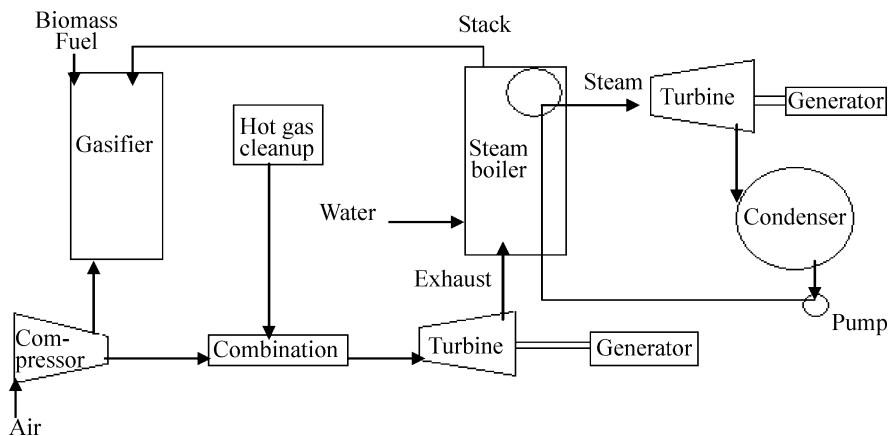 Biomass
Fuel
Stack
Steam
Turbine
Generator
Gasifier
Hot gas
cleanup
Steam
boiler
Water
Condenser
Exhaust
Pump
Com-
pressor
Combination
Turbine
Generator
Air